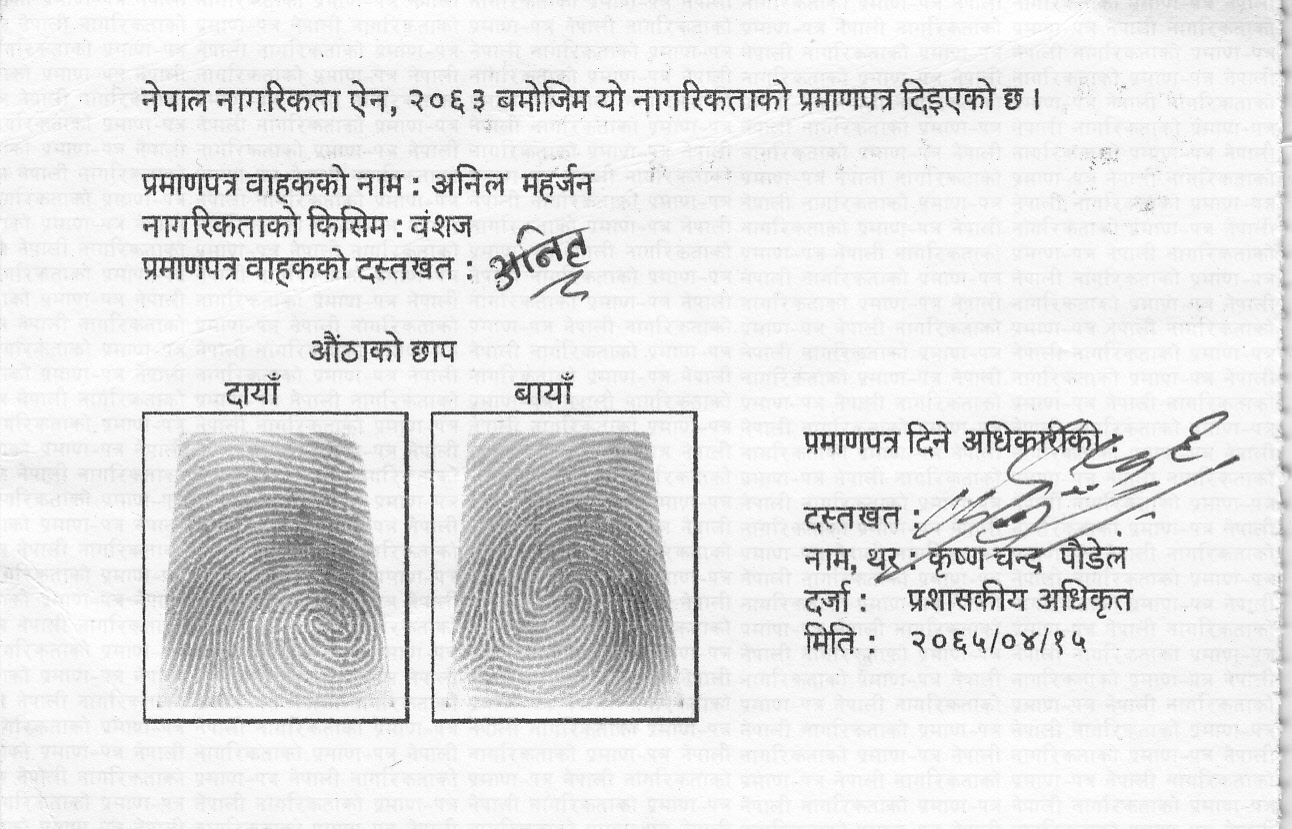 नेपाल नागरिकता ऐन, २०६३ बमोजिम यो नागरिकताको प्रमाणपत्र दिइएको छ।
प्रमाणपत्र वाहकको नाम : अनिल महर्जन
नागरिकताको किसिम : वंशज
प्रमाणपत्र वाहकको दस्तखत :
औंठाको छाप
दायाँ बायाँ
प्रमाणपत्र दिने अधिकारीको :
दस्तखत :
नाम, थर : कृष्ण चन्द्र पौडेल
दर्जा : प्रशासकीय अधिकृत
मिति : २०६५/०४/१५